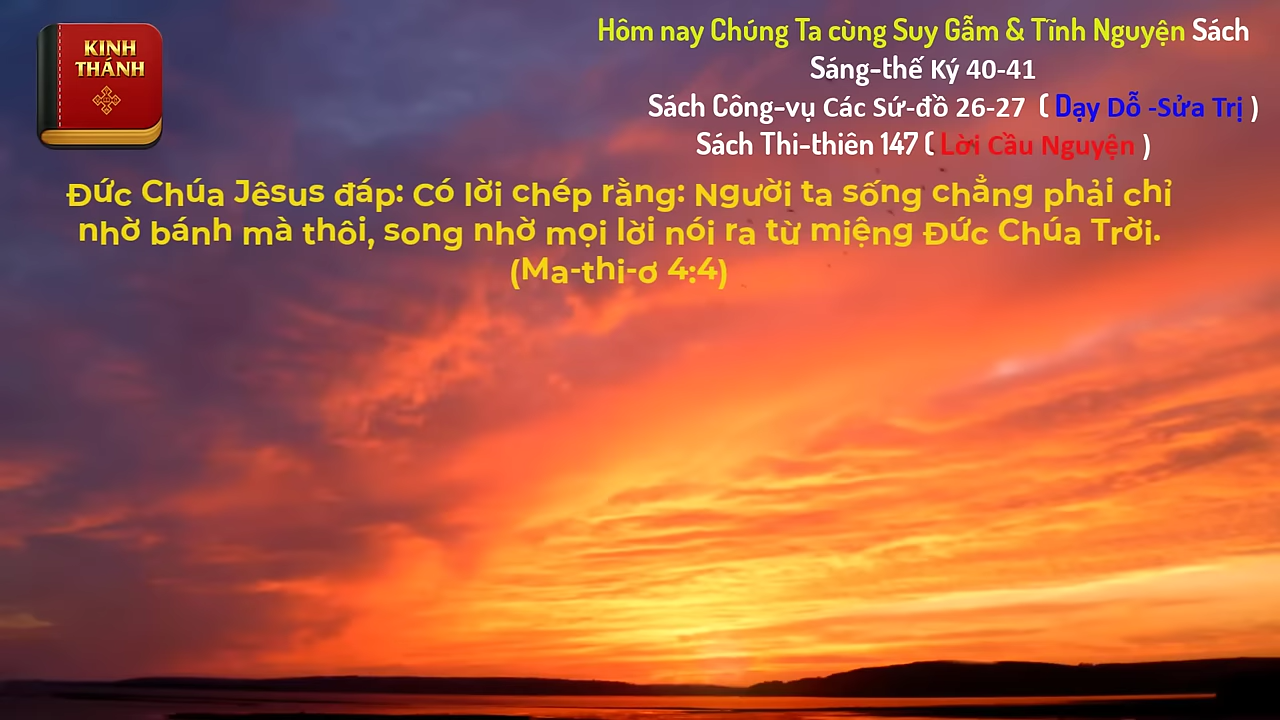 KINH
THÁNH
Hôm nay Chúng Ta cùng Suy Gẫm & Tĩnh Nguyện Sách
Sáng-thế Ký 40-41
Sách Công-vụ Các Sứ-đồ 26-27 ( Dạy Dỗ -Sửa Trị )
Sách Thi-thiên 147 ( Lời Cầu Nguyện )
Đức Chúa Jêsus đáp: Có lời chép rằng: Người ta sống chẳng phải chỉ
nhờ bánh mà thôi, song nhờ mọi lời nói ra từ miệng Đức Chúa Trời.
(Ma-thi-ơ 4:4)